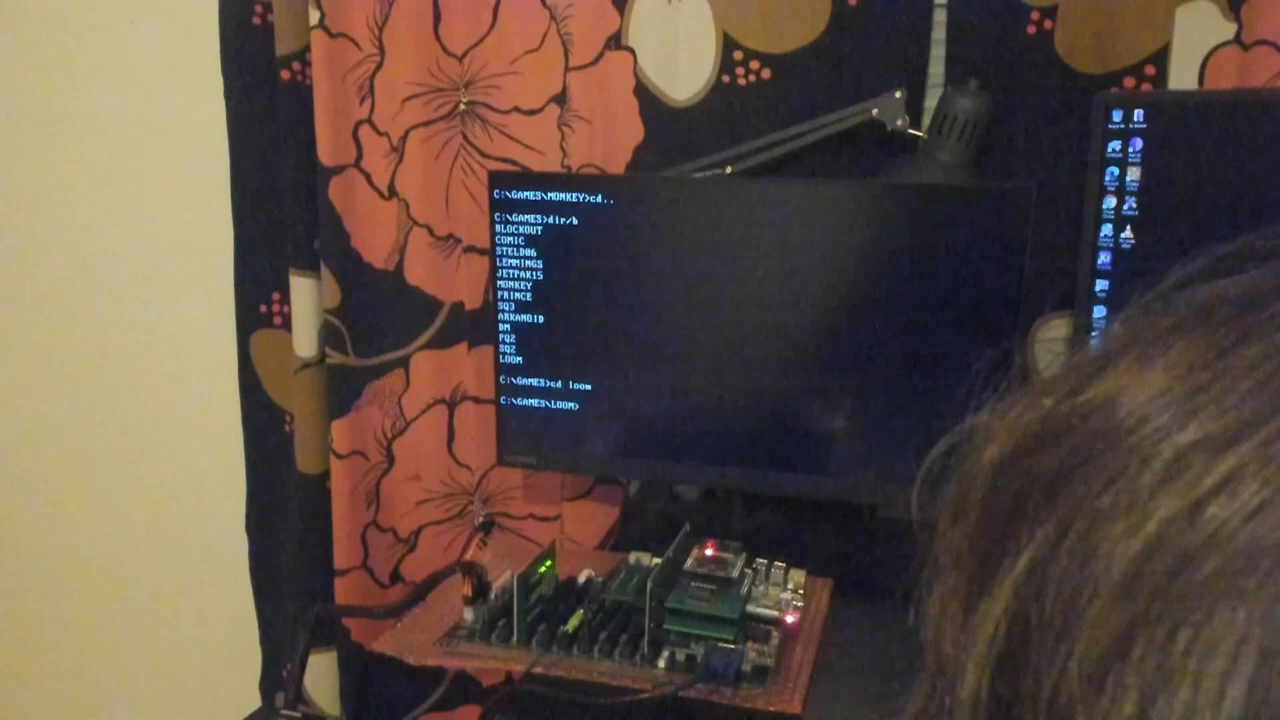 C:\GAMES\MONKEY>cd..
C:\GAMES>dir/b
BLOCKOUT
COMIC
STELD06
LEMMINGS
JETPAK15
MONKEY
PRINCE
SQ3
ARKANOID
DM
PQ2
SQ2
LOOM
C:\GAMES>cd loom
C:\GAMES\LOOM>